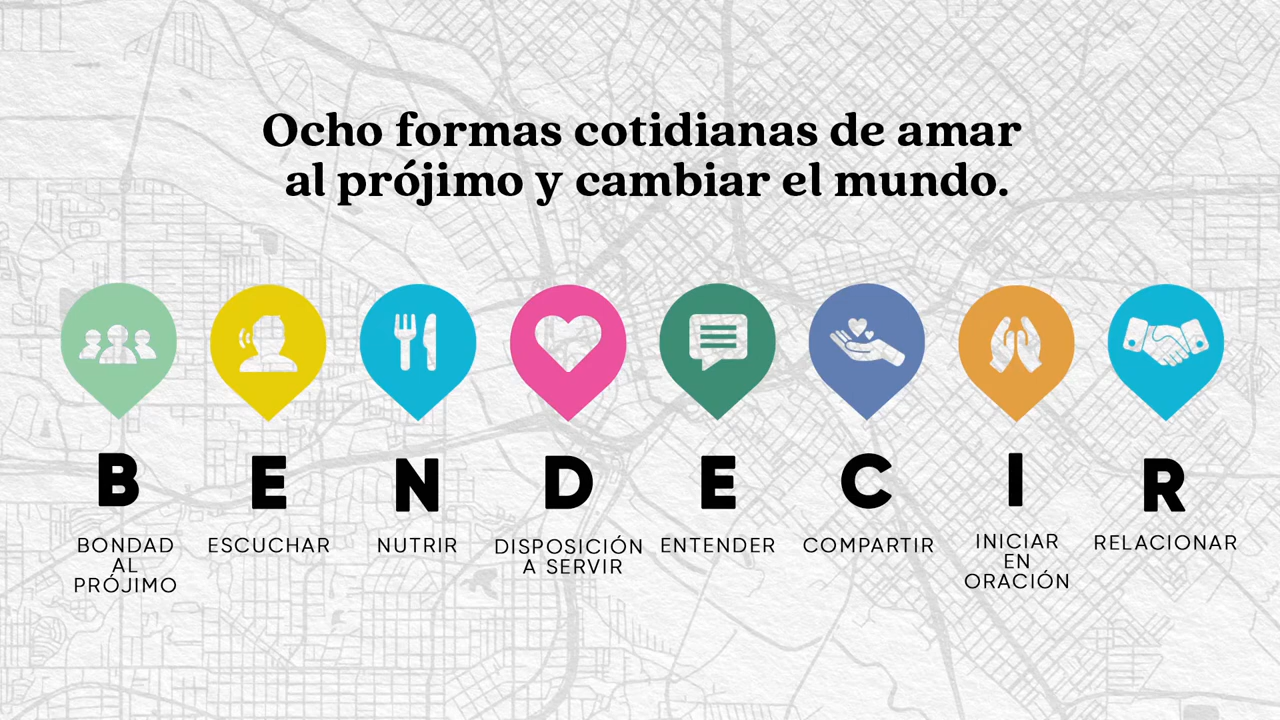 Ocho formas cotidianas de amar
al prójimo y cambiar el mundo.
B
BONDAD
AL
PRÓJIMO
E
ESCUCHAR
N
NUTRIR
D
DISPOSICIÓN
A SERVIR
E
ENTENDER
C
COMPARTIR
I
INICIAR
EN
ORACIÓN
R
RELACIONAR